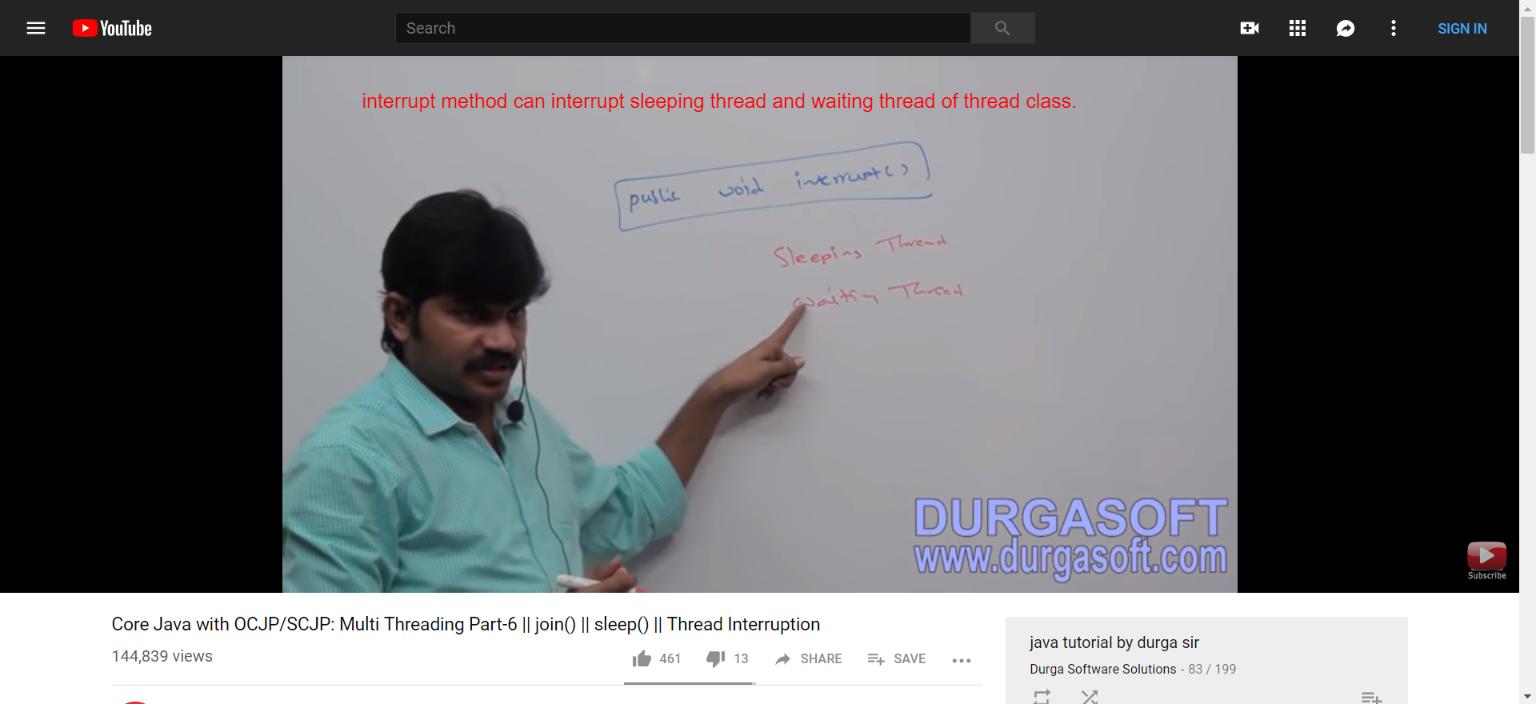 YouTube
Search
SIGN IN
interrupt method can interrupt sleeping thread and waiting thread of thread class.
public void interrupt()
Sleeping Thread
waiting Thread
DURGASOFT
www.durgasoft.com
Subscribe
Core Java with OCJP/SCJP: Multi Threading Part-6 || join() || sleep() || Thread Interruption
144,839 views
461
13
SHARE
SAVE
java tutorial by durga sir
Durga Software Solutions - 83 / 199